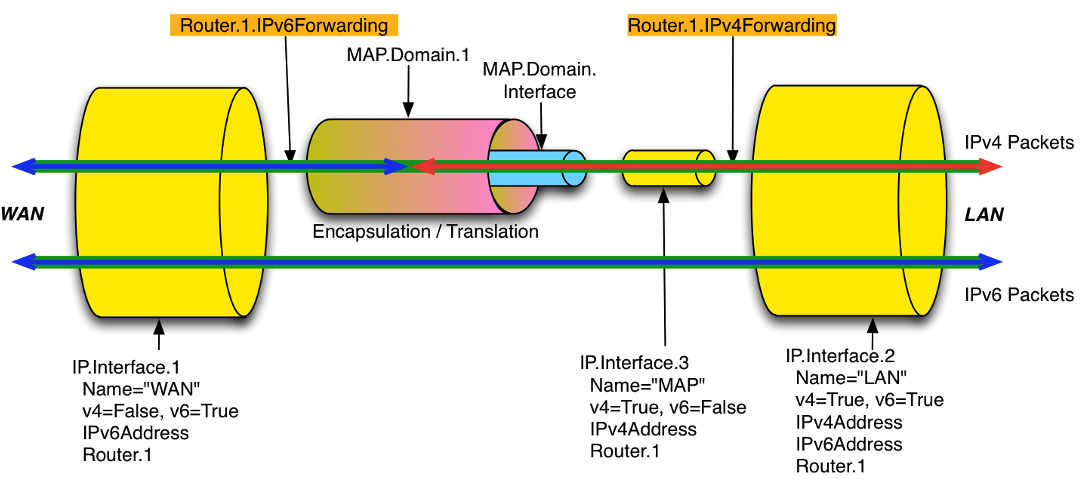 Router.1.IPv6Forwarding
Router.1.IPv4Forwarding
MAP.Domain.1
MAP.Domain.
Interface
IPv4 Packets
WAN
LAN
Encapsulation / Translation
IPv6 Packets
IP.Interface.1
Name="WAN"
v4=False, v6=True
IPv6Address
Router.1
IP.Interface.3
Name="MAP"
v4=True, v6=False
IPv4Address
Router.1
IP.Interface.2
Name="LAN"
v4=True, v6=True
IPv4Address
IPv6Address
Router.1